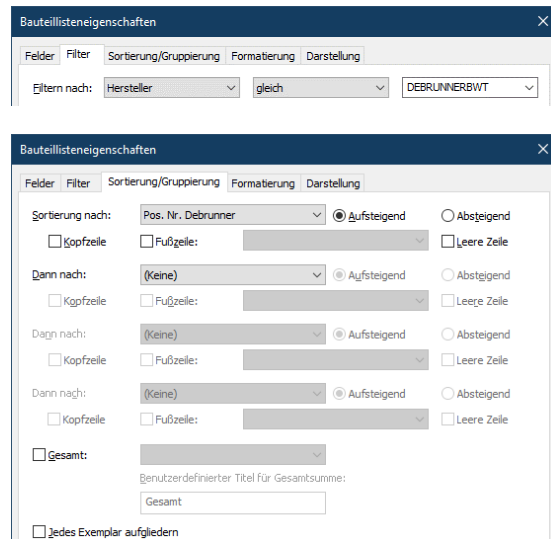 Bauteillisteneigenschaften
Felder Filter Sortierung/Gruppierung Formatierung Darstellung
Filtern nach: Hersteller gleich DEBRUNNERBWT
Bauteillisteneigenschaften
Felder Filter Sortierung/Gruppierung Formatierung Darstellung
Sortierung nach: Pos. Nr. Debrunner Aufsteigend Absteigend
Kopfzeile Fußzeile: Leere Zeile
Dann nach: (Keine) Aufsteigend Absteigend
Kopfzeile Fußzeile: Leere Zeile
Dann nach: (Keine) Aufsteigend Absteigend
Kopfzeile Fußzeile: Leere Zeile
Dann nach: (Keine) Aufsteigend Absteigend
Kopfzeile Fußzeile: Leere Zeile
Gesamt:
Benutzerdefinierter Titel für Gesamtsumme:
Gesamt
Jedes Exemplar aufgliedern